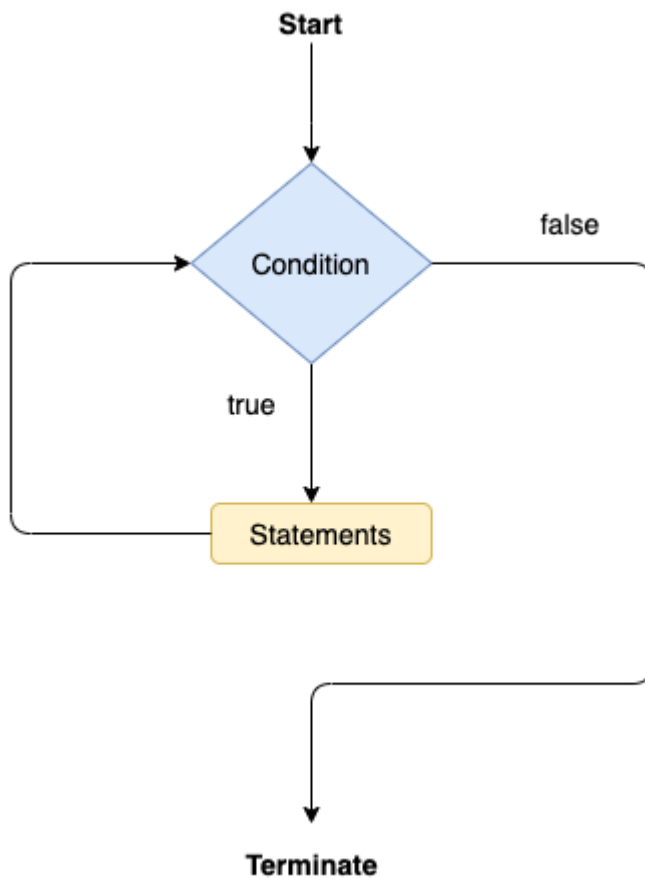 Start
false
Condition
true
Statements
Terminate